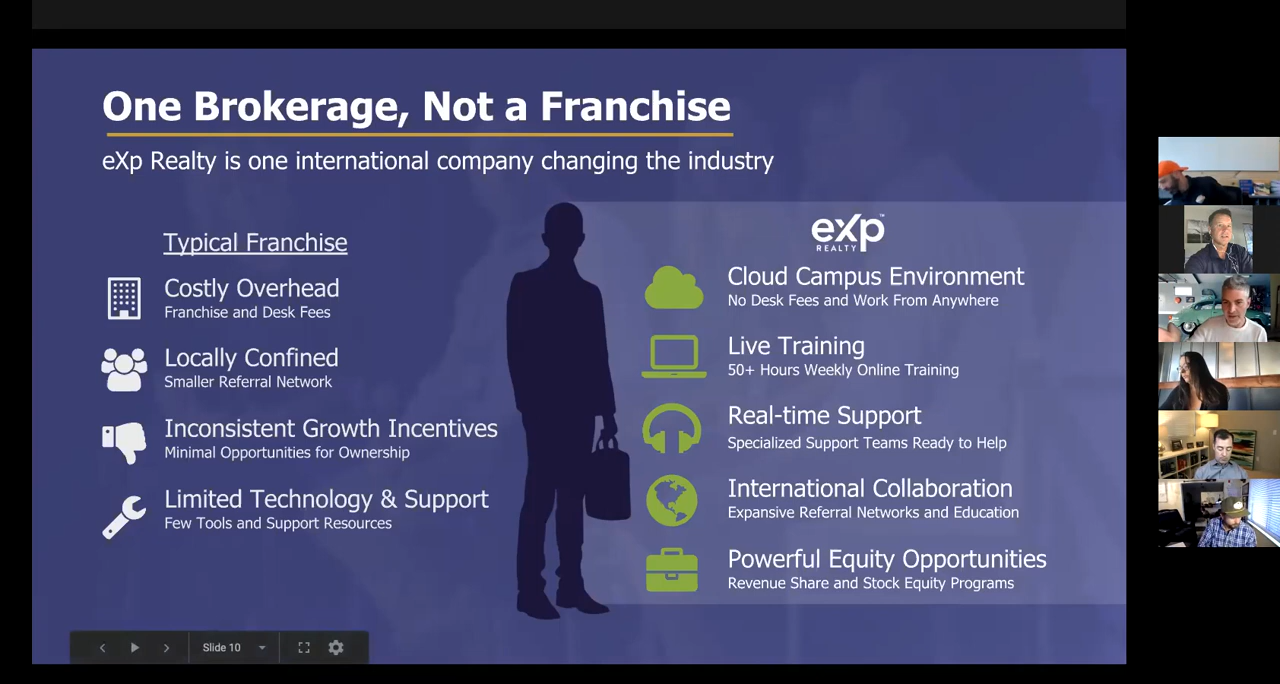 One Brokerage, Not a Franchise
eXp Realty is one international company changing the industry
Typical Franchise
Costly Overhead
Franchise and Desk Fees
Locally Confined
Smaller Referral Network
Inconsistent Growth Incentives
Minimal Opportunities for Ownership
Limited Technology & Support
Few Tools and Support Resources
eXp™
REALTY
Cloud Campus Environment
No Desk Fees and Work From Anywhere
Live Training
50+ Hours Weekly Online Training
Real-time Support
Specialized Support Teams Ready to Help
International Collaboration
Expansive Referral Networks and Education
Powerful Equity Opportunities
Revenue Share and Stock Equity Programs
Slide 10